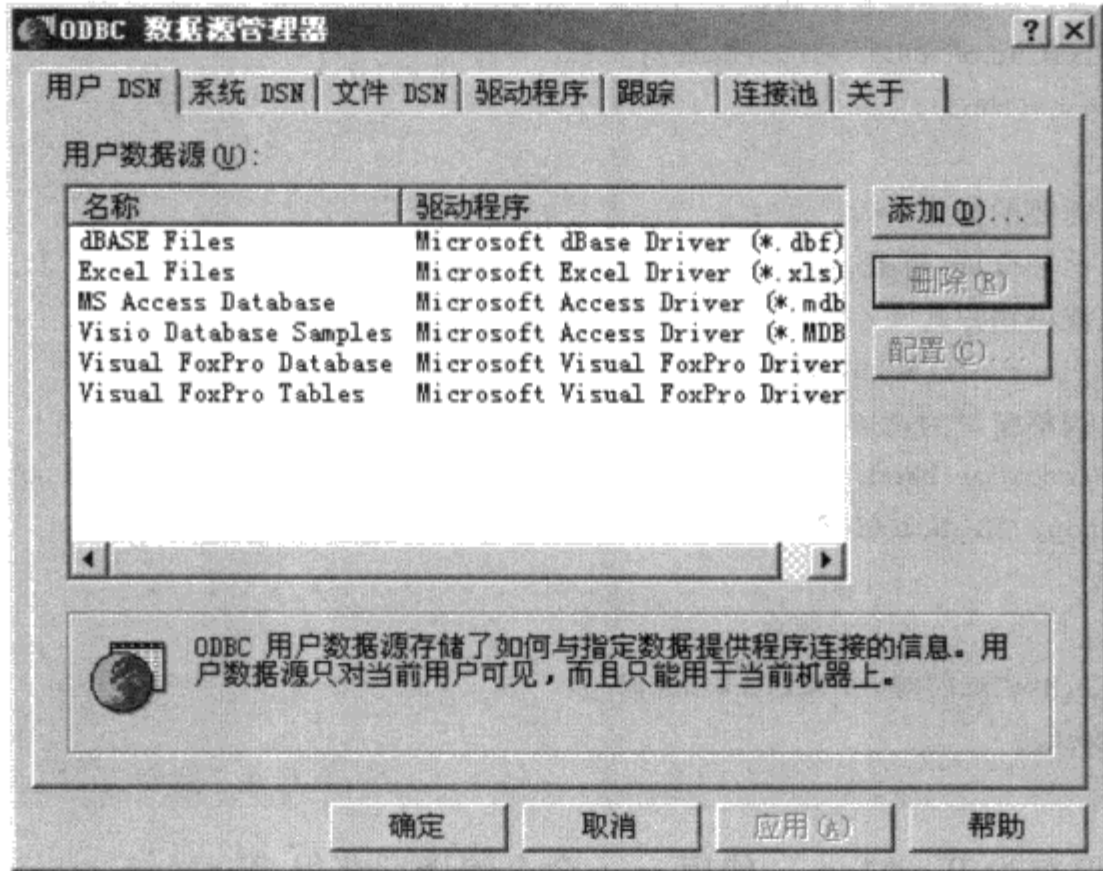 ODBC 数据源管理器
用户 DSN 系统 DSN 文件 DSN 驱动程序 跟踪 连接池 关于
用户数据源(U):
名称 驱动程序
dBASE Files Microsoft dBase Driver (*.dbf)
Excel Files Microsoft Excel Driver (*.xls)
MS Access Database Microsoft Access Driver (*.mdb
Visio Database Samples Microsoft Access Driver (*.MDB
Visual FoxPro Database Microsoft Visual FoxPro Driver
Visual FoxPro Tables Microsoft Visual FoxPro Driver
添加(D)...
删除(R)
配置(C)...
ODBC 用户数据源存储了如何与指定数据提供程序连接的信息。用
户数据源只对当前用户可见,而且只能用于当前机器上。
确定 取消 应用(A) 帮助